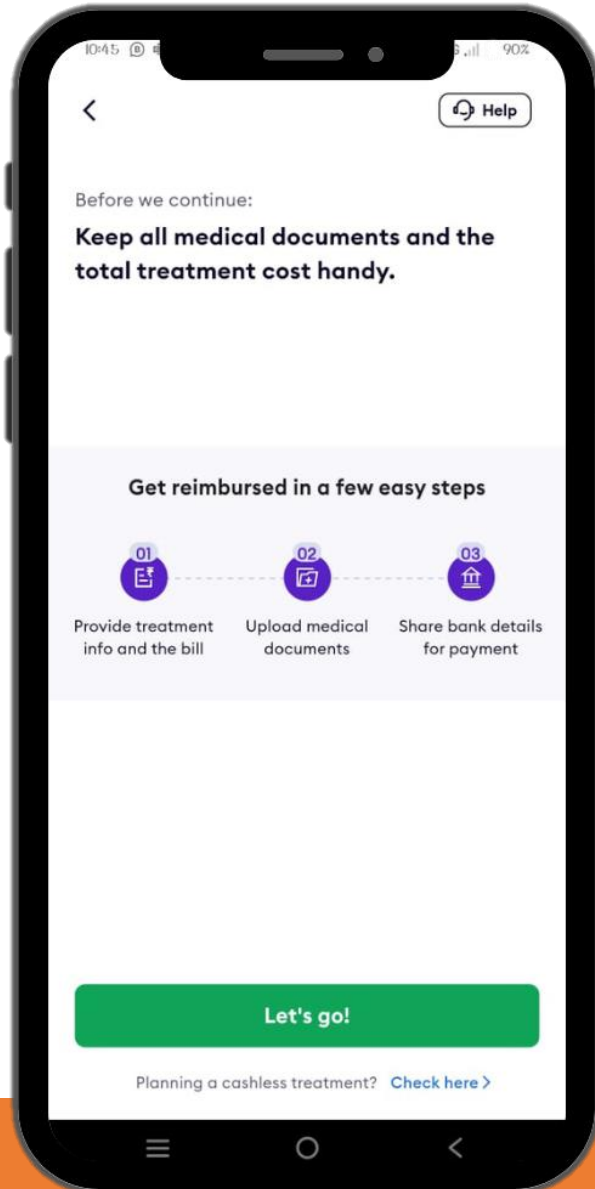 10:45
90%
Help
Before we continue:
Keep all medical documents and the
total treatment cost handy.
Get reimbursed in a few easy steps
01 02 03
Provide treatment Upload medical Share bank details
info and the bill documents for payment
Let's go!
Planning a cashless treatment? Check here >